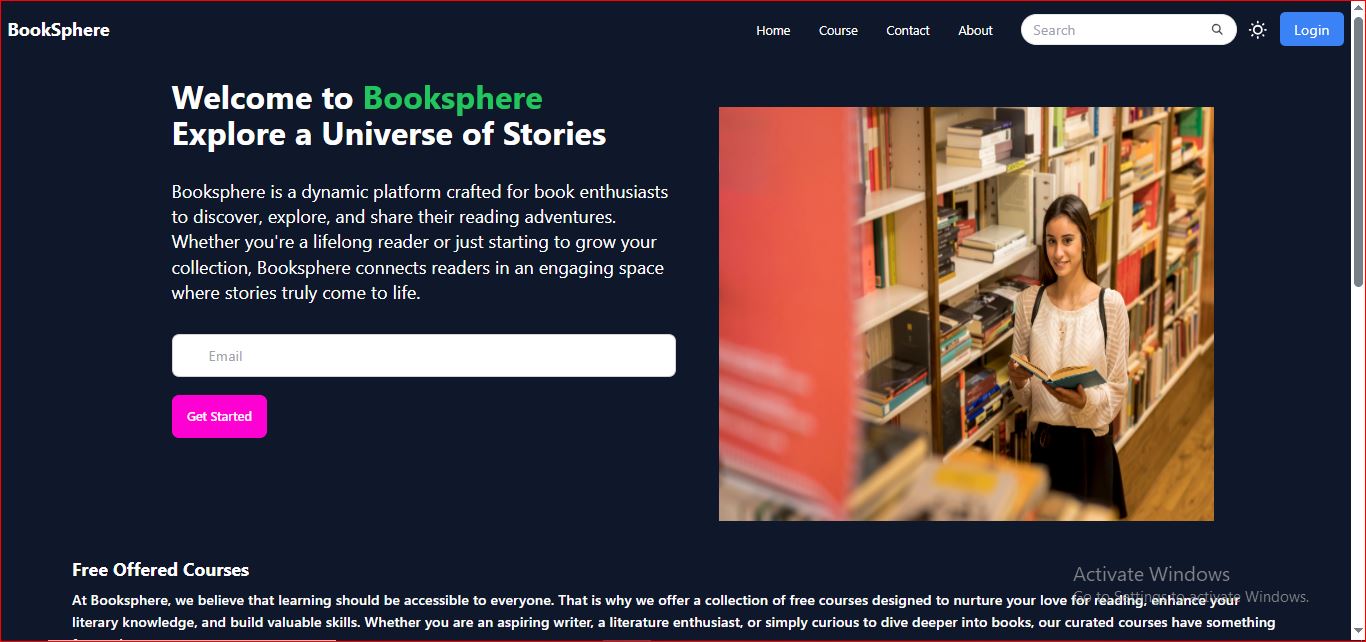 BookSphere
Home Course Contact About Search Login
Welcome to Booksphere
Explore a Universe of Stories
Booksphere is a dynamic platform crafted for book enthusiasts
to discover, explore, and share their reading adventures.
Whether you're a lifelong reader or just starting to grow your
collection, Booksphere connects readers in an engaging space
where stories truly come to life.
Email
Get Started
Free Offered Courses
At Booksphere, we believe that learning should be accessible to everyone. That is why we offer a collection of free courses designed to nurture your love for reading, enhance your
literary knowledge, and build valuable skills. Whether you are an aspiring writer, a literature enthusiast, or simply curious to dive deeper into books, our curated courses have something
Activate Windows
Go to Settings to activate Windows.